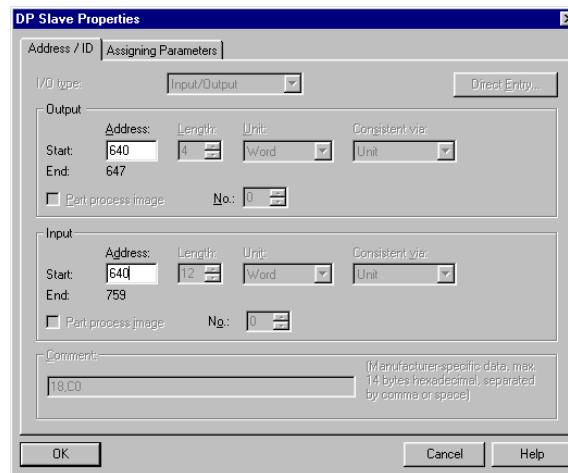 DP Slave Properties
Address / ID Assigning Parameters
I/O type: Input/Output Direct Entry...
Output
Address: Length: Unit: Consistent via:
Start: 640 4 Word Unit
End: 647
Part process image No.: 0
Input
Address: Length: Unit: Consistent via:
Start: 640 12 Word Unit
End: 759
Part process image No.: 0
Comment:
18,C0
(Manufacturer-specific data, max.
14 bytes hexadecimal, separated
by comma or space)
OK Cancel Help